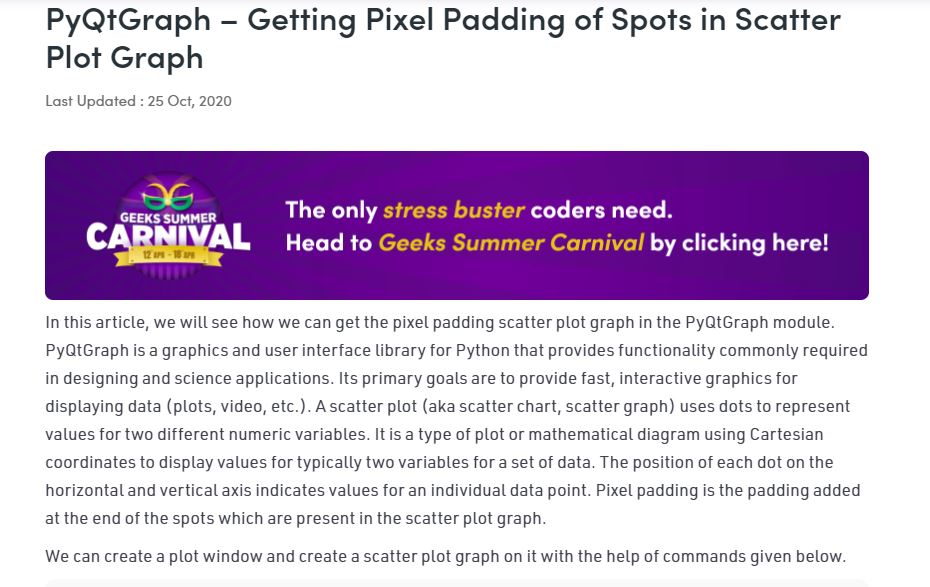 PyQtGraph – Getting Pixel Padding of Spots in Scatter
Plot Graph
Last Updated : 25 Oct, 2020
GEEKS SUMMER
CARNIVAL
12 APR - 18 APR
The only stress buster coders need.
Head to Geeks Summer Carnival by clicking here!
In this article, we will see how we can get the pixel padding scatter plot graph in the PyQtGraph module.
PyQtGraph is a graphics and user interface library for Python that provides functionality commonly required
in designing and science applications. Its primary goals are to provide fast, interactive graphics for
displaying data (plots, video, etc.). A scatter plot (aka scatter chart, scatter graph) uses dots to represent
values for two different numeric variables. It is a type of plot or mathematical diagram using Cartesian
coordinates to display values for typically two variables for a set of data. The position of each dot on the
horizontal and vertical axis indicates values for an individual data point. Pixel padding is the padding added
at the end of the spots which are present in the scatter plot graph.
We can create a plot window and create a scatter plot graph on it with the help of commands given below.